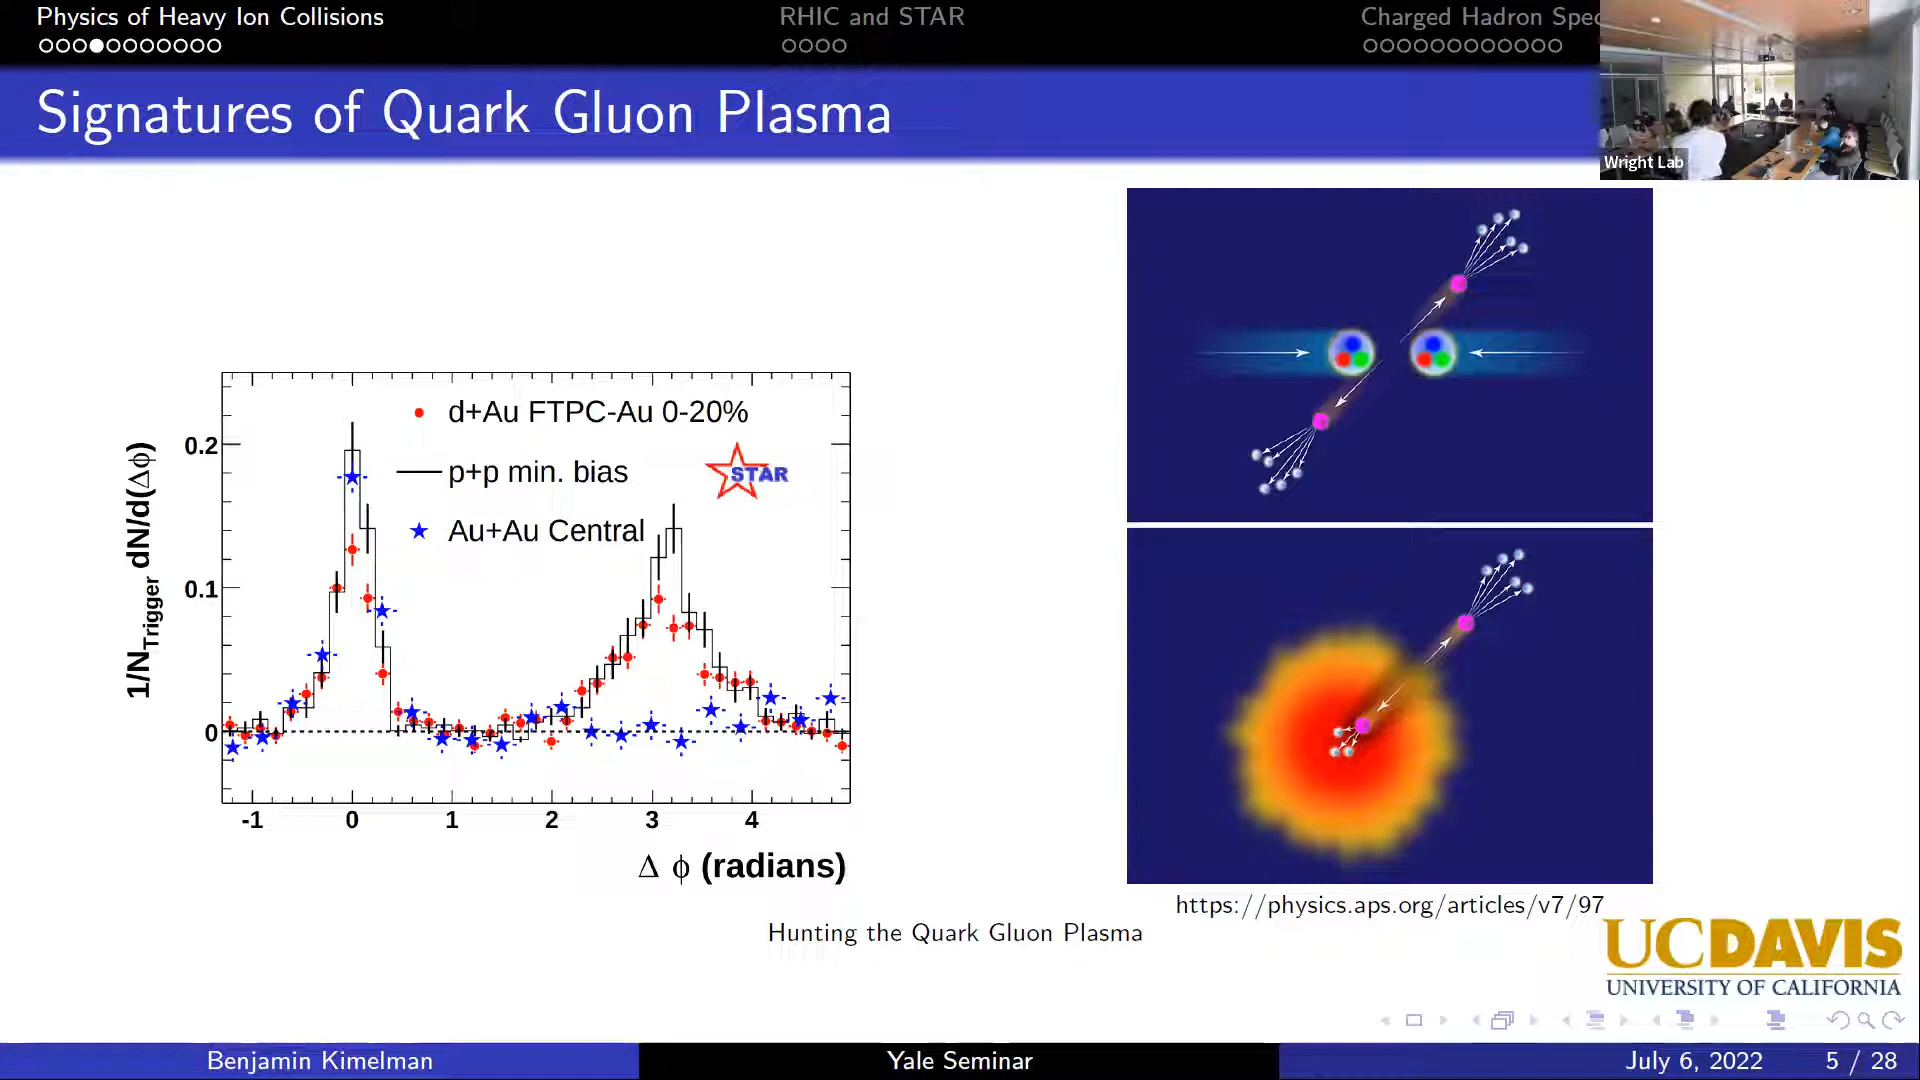 Physics of Heavy Ion Collisions
RHIC and STAR
Charged Hadron Spec
Signatures of Quark Gluon Plasma
Wright Lab
d+Au FTPC-Au 0-20%
p+p min. bias
STAR
Au+Au Central
1/N_Trigger dN/d(Δϕ)
0.2
0.1
0
-1 0 1 2 3 4
Δ ϕ (radians)
https://physics.aps.org/articles/v7/97
Hunting the Quark Gluon Plasma
UCDAVIS
UNIVERSITY OF CALIFORNIA
Benjamin Kimelman Yale Seminar July 6, 2022 5 / 28